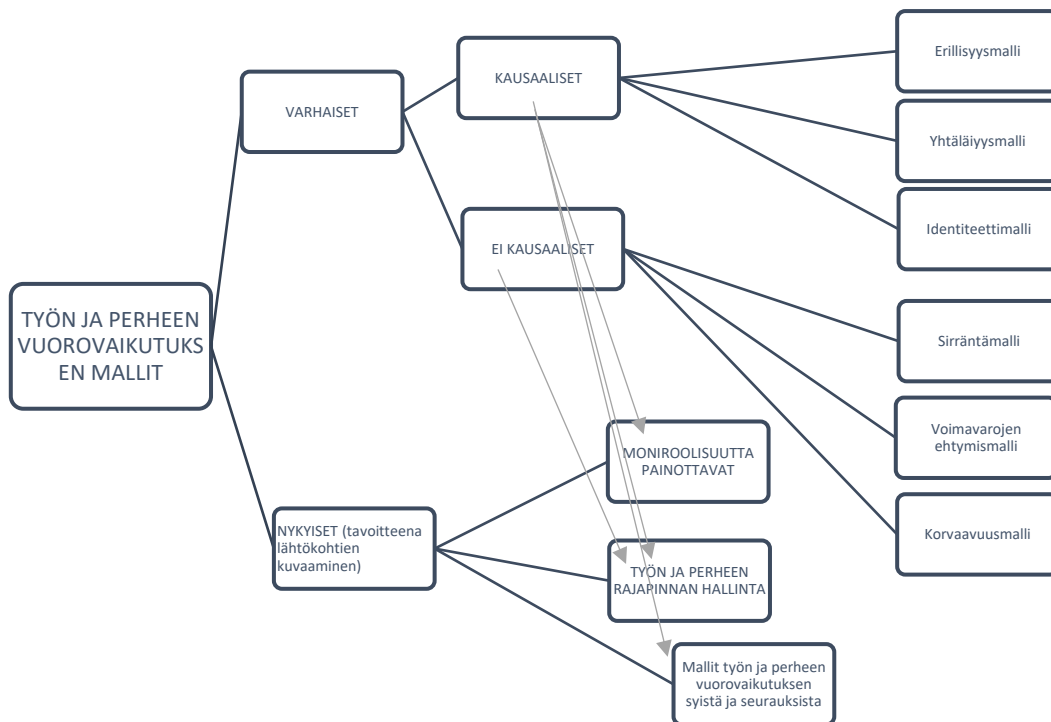 TYÖN JA PERHEEN
VUOROVAIKUTUKS
EN MALLIT
VARHAISET
NYKYISET (tavoitteena
lähtökohtien
kuvaaminen)
KAUSAALISET
EI KAUSAALISET
MONIROOLISUUTTA
PAINOTTAVAT
TYÖN JA PERHEEN
RAJAPINNAN HALLINTA
Mallit työn ja perheen
vuorovaikutuksen
syistä ja seurauksista
Erillisyysmalli
Yhtäläiyysmalli
Identiteettimalli
Sirräntämalli
Voimavarojen
ehtymismalli
Korvaavuusmalli